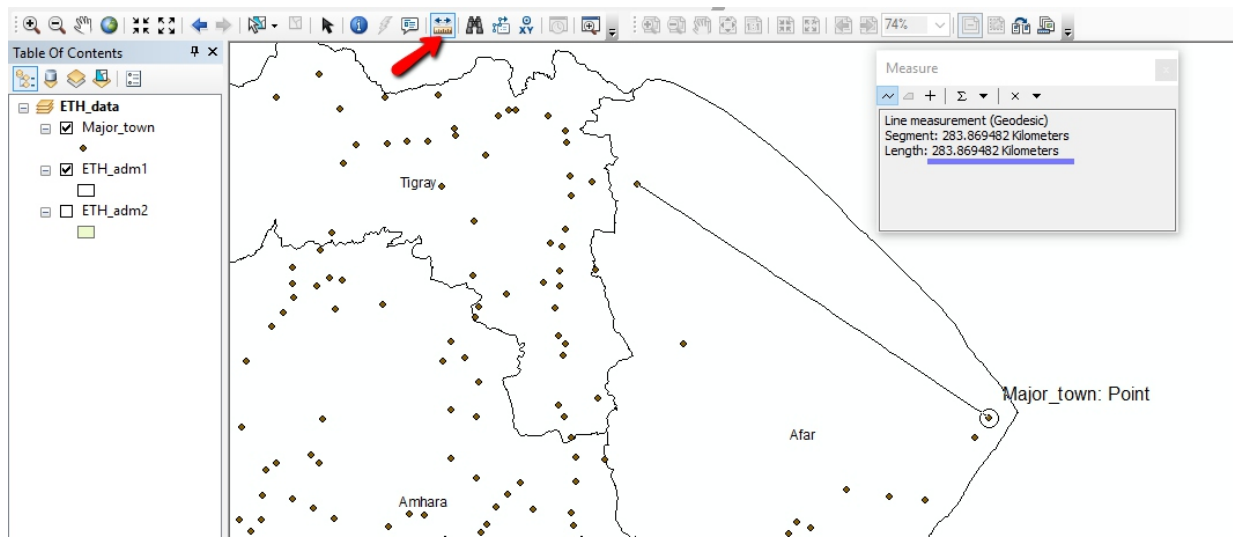 74%
XY
Table Of Contents
ETH_data
Major_town
ETH_adm1
ETH_adm2
Measure
Line measurement (Geodesic)
Segment: 283.869482 Kilometers
Length: 283.869482 Kilometers
Tigray
Major_town: Point
Afar
Amhara